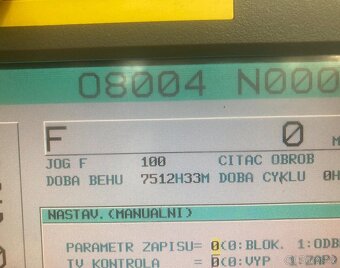 O8004 N000
F 0 M
JOG F 100 CITAC OBROB
DOBA BEHU 7512H33M DOBA CYKLU 0H
NASTAV.(MANUALNI)
PARAMETR ZAPISU= 0(0:BLOK. 1:ODB
TV KONTROLA = 0(0:VYP 1:ZAP)